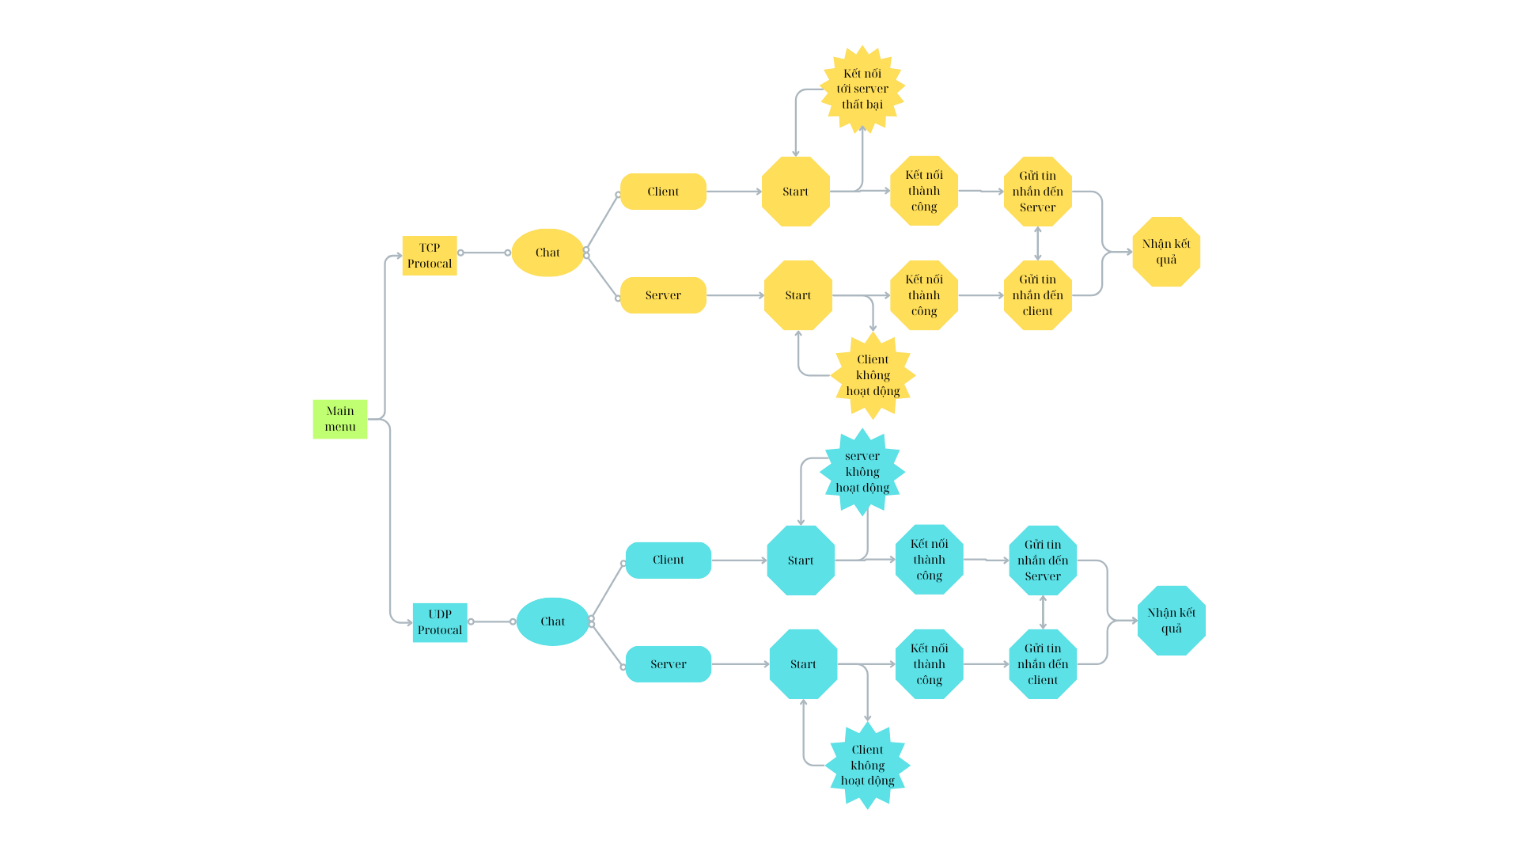 Kết nối
tới server
thất bại
Client
Start
Kết nối
thành
công
Gửi tin
nhắn đến
Server
TCP
Protocal
Chat
Nhận kết
quả
Server
Start
Kết nối
thành
công
Gửi tin
nhắn đến
client
Client
không
hoạt động
Main
menu
server
không
hoạt động
Client
Start
Kết nối
thành
công
Gửi tin
nhắn đến
Server
UDP
Protocal
Chat
Nhận kết
quả
Server
Start
Kết nối
thành
công
Gửi tin
nhắn đến
client
Client
không
hoạt động